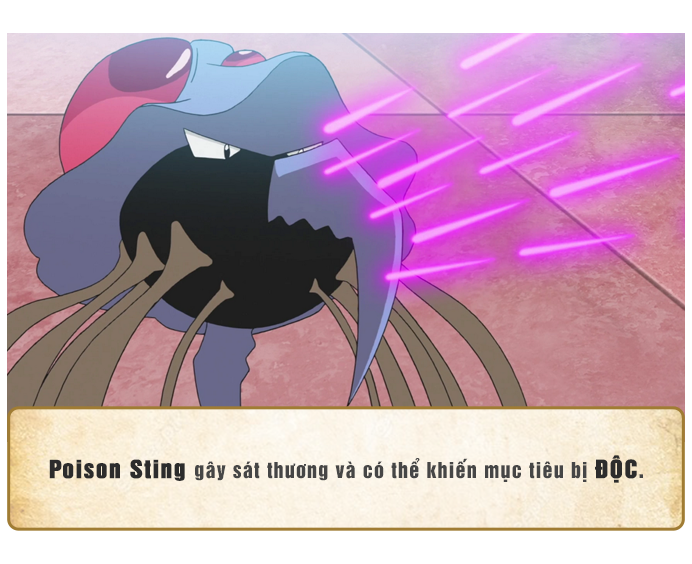 Poison Sting gây sát thương và có thể khiến mục tiêu bị ĐỘC.